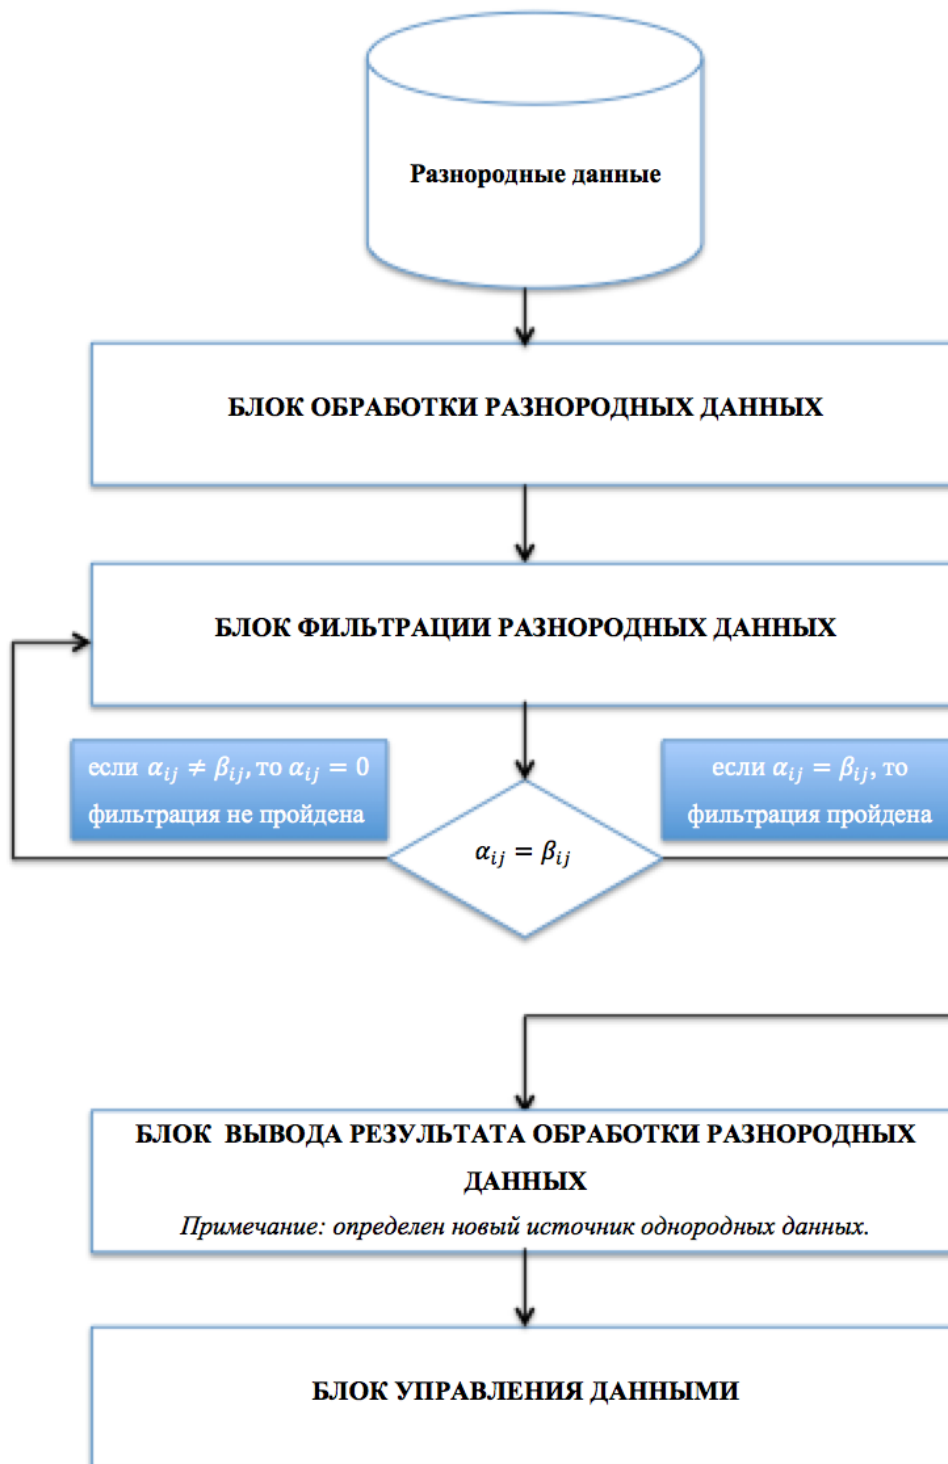 Разнородные данные
БЛОК ОБРАБОТКИ РАЗНОРОДНЫХ ДАННЫХ
БЛОК ФИЛЬТРАЦИИ РАЗНОРОДНЫХ ДАННЫХ
если αᵢⱼ ≠ βᵢⱼ, то αᵢⱼ = 0
фильтрация не пройдена
если αᵢⱼ = βᵢⱼ, то
фильтрация пройдена
αᵢⱼ = βᵢⱼ
БЛОК ВЫВОДА РЕЗУЛЬТАТА ОБРАБОТКИ РАЗНОРОДНЫХ
ДАННЫХ
Примечание: определен новый источник однородных данных.
БЛОК УПРАВЛЕНИЯ ДАННЫМИ